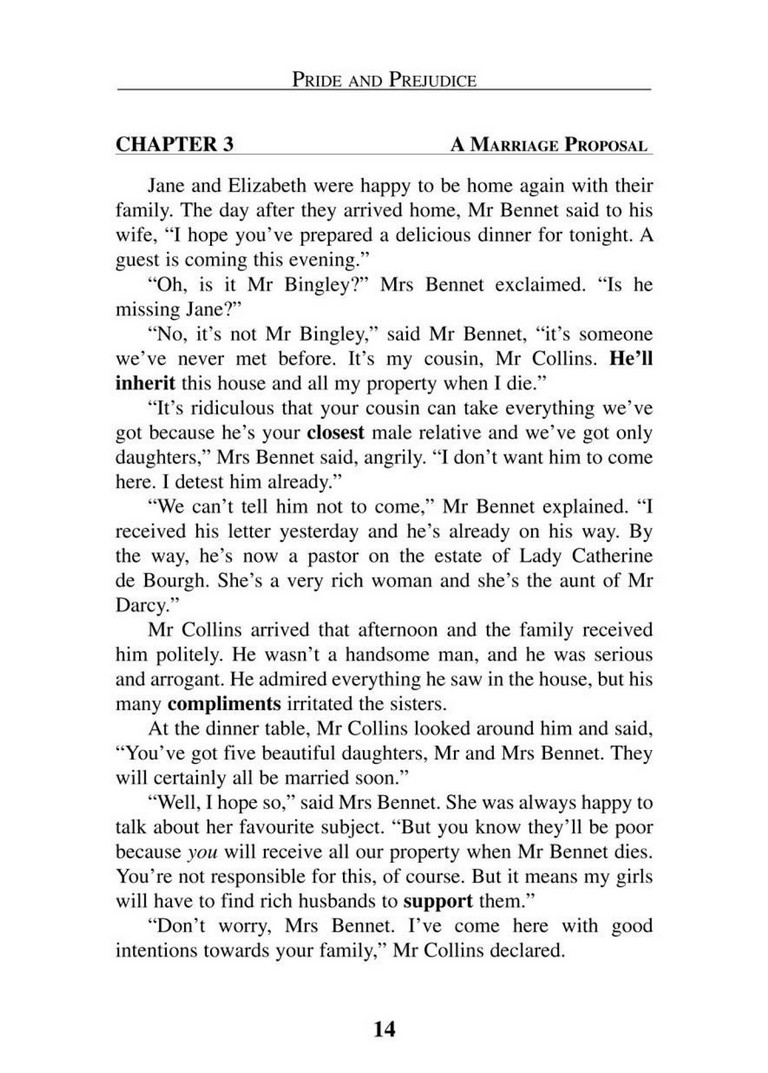 PRIDE AND PREJUDICE
CHAPTER 3 A MARRIAGE PROPOSAL
Jane and Elizabeth were happy to be home again with their
family. The day after they arrived home, Mr Bennet said to his
wife, “I hope you’ve prepared a delicious dinner for tonight. A
guest is coming this evening.”
“Oh, is it Mr Bingley?” Mrs Bennet exclaimed. “Is he
missing Jane?”
“No, it’s not Mr Bingley,” said Mr Bennet, “it’s someone
we’ve never met before. It’s my cousin, Mr Collins. He’ll
inherit this house and all my property when I die.”
“It’s ridiculous that your cousin can take everything we’ve
got because he’s your closest male relative and we’ve got only
daughters,” Mrs Bennet said, angrily. “I don’t want him to come
here. I detest him already.”
“We can’t tell him not to come,” Mr Bennet explained. “I
received his letter yesterday and he’s already on his way. By
the way, he’s now a pastor on the estate of Lady Catherine
de Bourgh. She’s a very rich woman and she’s the aunt of Mr
Darcy.”
Mr Collins arrived that afternoon and the family received
him politely. He wasn’t a handsome man, and he was serious
and arrogant. He admired everything he saw in the house, but his
many compliments irritated the sisters.
At the dinner table, Mr Collins looked around him and said,
“You’ve got five beautiful daughters, Mr and Mrs Bennet. They
will certainly all be married soon.”
“Well, I hope so,” said Mrs Bennet. She was always happy to
talk about her favourite subject. “But you know they’ll be poor
because you will receive all our property when Mr Bennet dies.
You’re not responsible for this, of course. But it means my girls
will have to find rich husbands to support them.”
“Don’t worry, Mrs Bennet. I’ve come here with good
intentions towards your family,” Mr Collins declared.
14